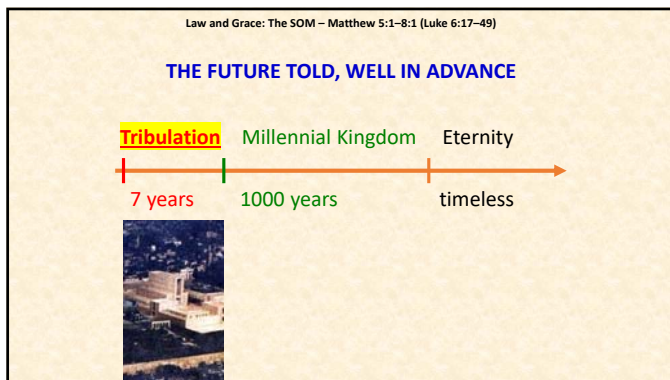 Law and Grace: The SOM – Matthew 5:1–8:1 (Luke 6:17–49)
THE FUTURE TOLD, WELL IN ADVANCE
Tribulation Millennial Kingdom Eternity
7 years 1000 years timeless